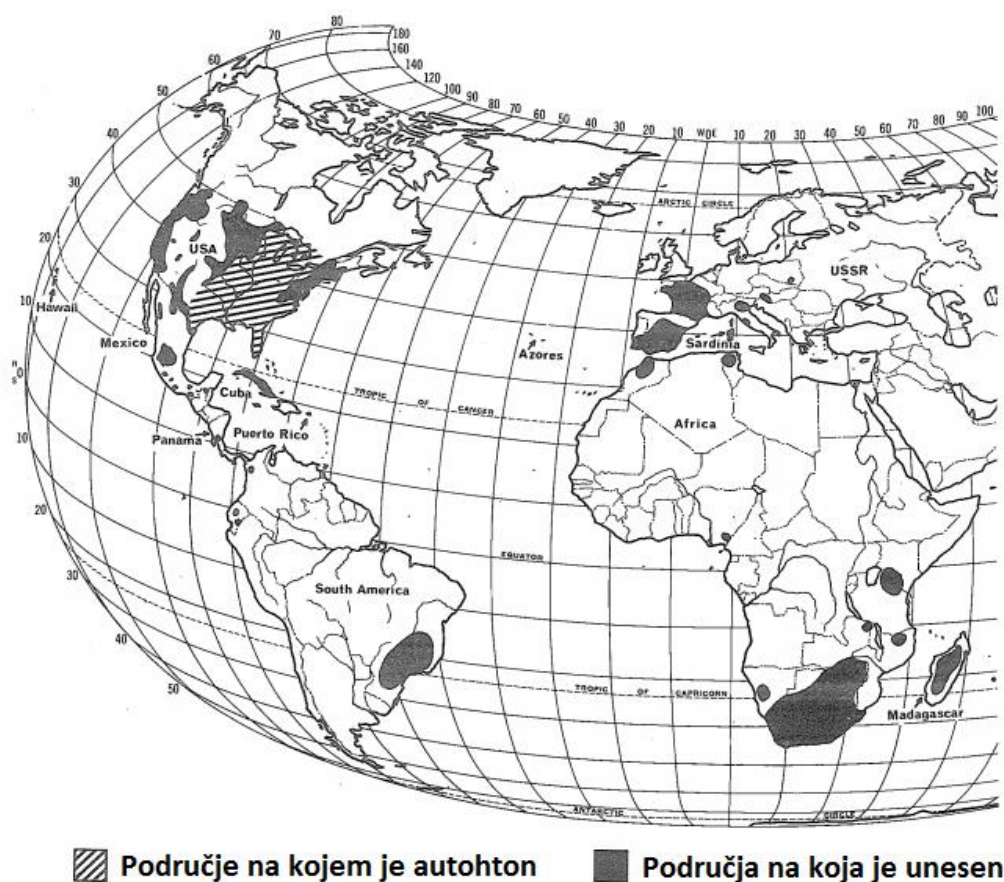 80
70
180
60
160
50
140
120
100
90 80 70 60 50 40 30 20 10 W0E 10 20 30 40 50 60 70 80 90 100
40
30
ARCTIC CIRCLE
20
USA
USSR
10
Hawaii
Mexico
Azores
Sardinia
N
0
S
Cuba
TROPIC OF CANCER
Africa
10
Panama
Puerto Rico
20
EQUATOR
30
South America
40
50
TROPIC OF CAPRICORN
Madagascar
ANTARCTIC CIRCLE
Područje na kojem je autohton
Područja na koja je unesen